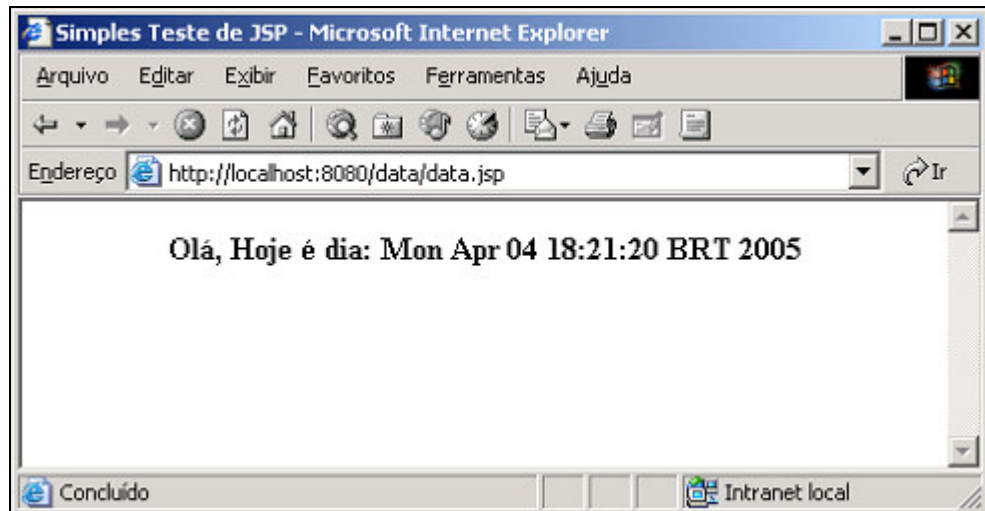 Simples Teste de JSP - Microsoft Internet Explorer
Arquivo Editar Exibir Favoritos Ferramentas Ajuda
Endereço http://localhost:8080/data/data.jsp Ir
Olá, Hoje é dia: Mon Apr 04 18:21:20 BRT 2005
Concluído Intranet local